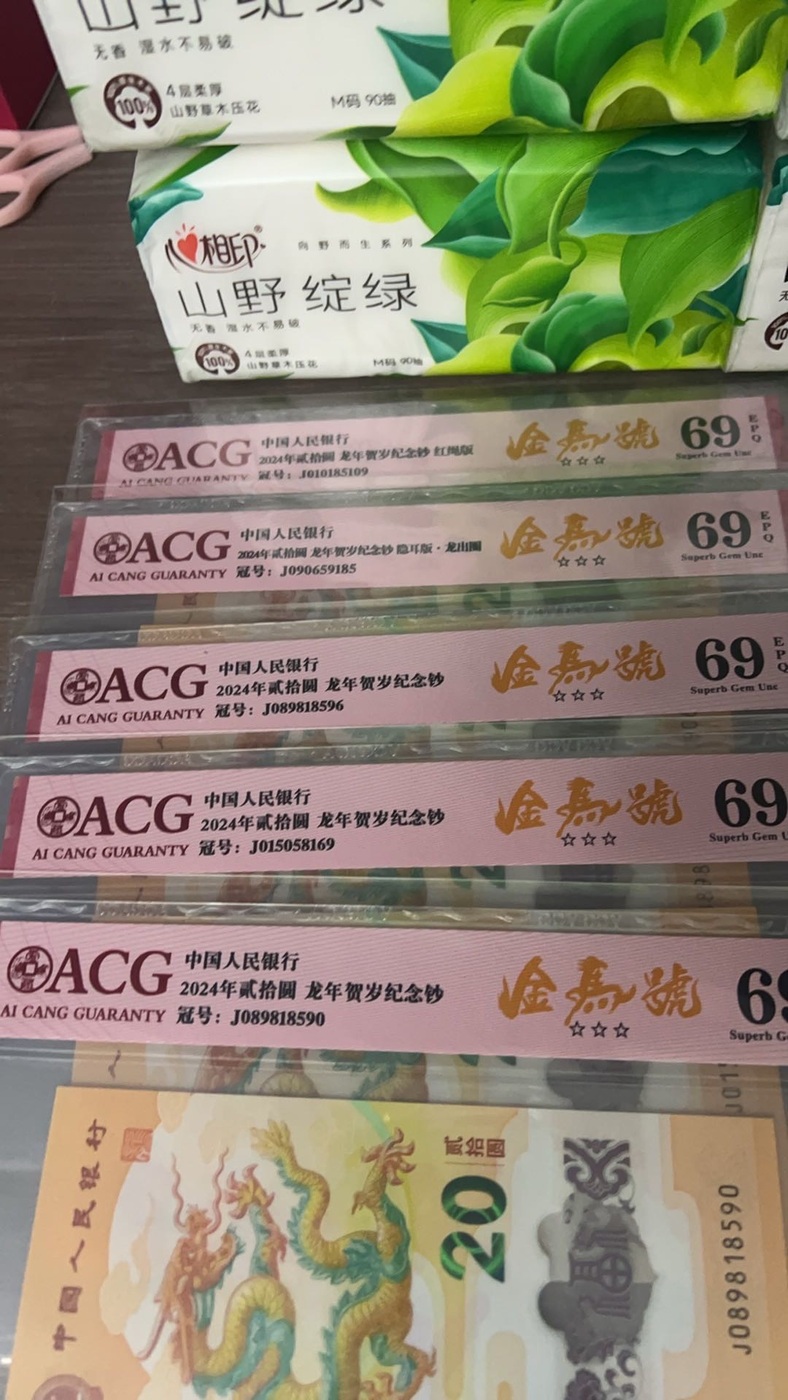 山野 绽绿
无香 湿水不易破
100%
4层柔厚
山野草木压花
M码 90抽
心相印®
向野而生系列
山野 绽绿
无香 湿水不易破
100%
4层柔厚
山野草木压花
M码 90抽
ACG
AI CANG GUARANTY
中国人民银行
2024年贰拾圆 龙年贺岁纪念钞 红绳版
冠号：J010185109
金馬號
☆☆☆
69
EPQ
Superb Gem Unc
ACG
AI CANG GUARANTY
中国人民银行
2024年贰拾圆 龙年贺岁纪念钞 隐耳版·龙山圈
冠号：J090659185
金馬號
☆☆☆
69
EPQ
Superb Gem Unc
ACG
AI CANG GUARANTY
中国人民银行
2024年贰拾圆 龙年贺岁纪念钞
冠号：J089818596
金馬號
☆☆☆
69
EPQ
Superb Gem Unc
ACG
AI CANG GUARANTY
中国人民银行
2024年贰拾圆 龙年贺岁纪念钞
冠号：J015058169
金馬號
☆☆☆
69
Superb Gem
ACG
AI CANG GUARANTY
中国人民银行
2024年贰拾圆 龙年贺岁纪念钞
冠号：J089818590
金馬號
☆☆☆
69
Superb
中国人民银行
贰拾圆
20
J089818590